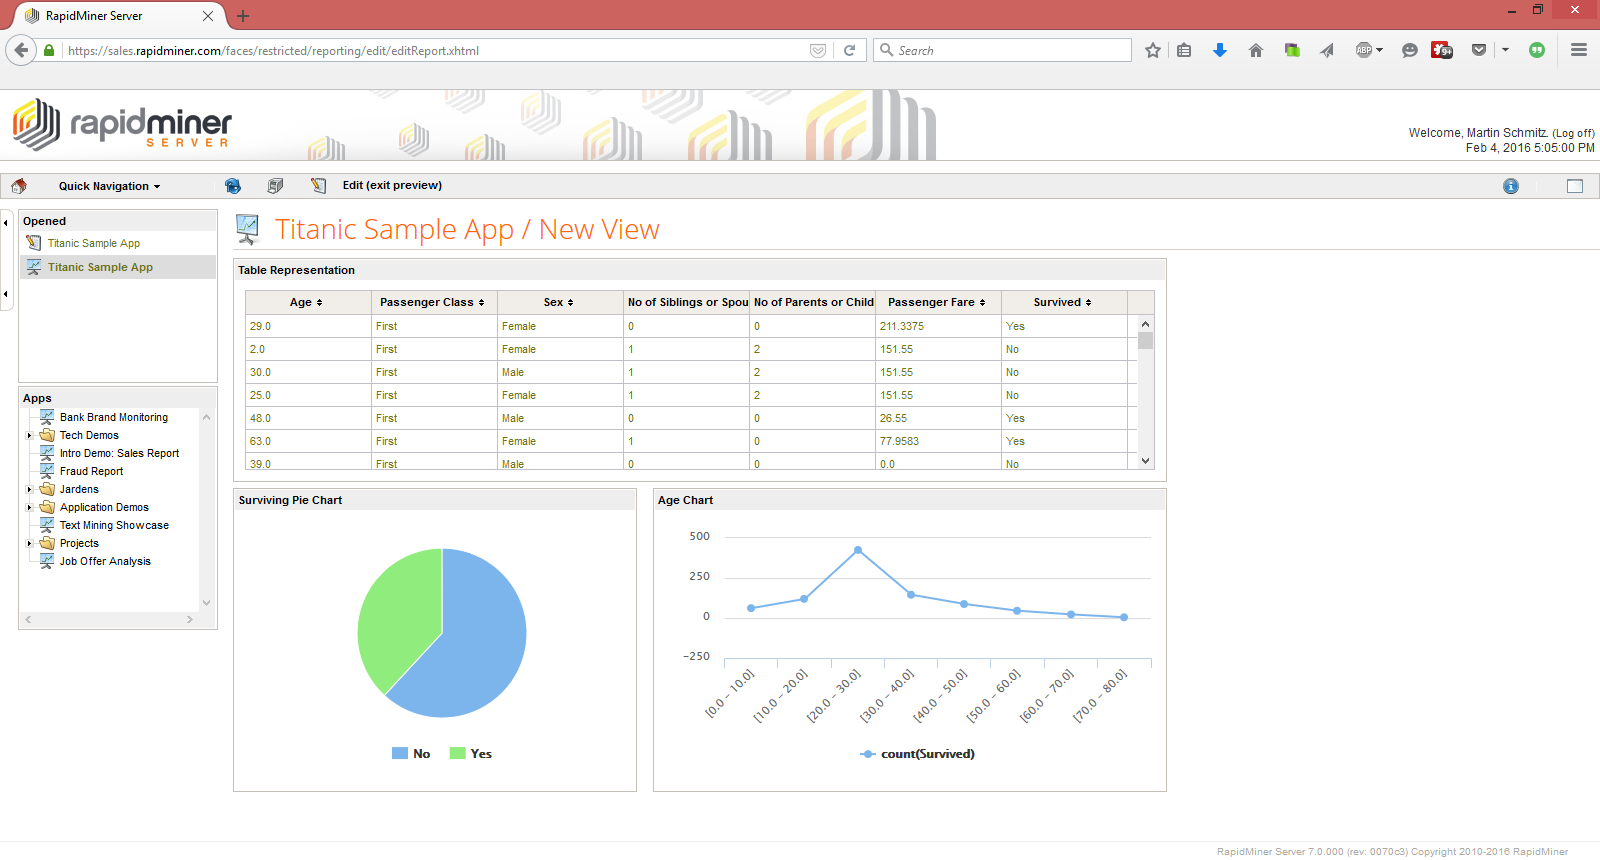 RapidMiner Server
https://sales.rapidminer.com/faces/restricted/reporting/edit/editReport.xhtml
Search
ABP
9+
rapidminer
SERVER
Welcome, Martin Schmitz. (Log off)
Feb 4, 2016 5:05:00 PM
Quick Navigation
Edit (exit preview)
Opened
Titanic Sample App
Titanic Sample App
Apps
Bank Brand Monitoring
Tech Demos
Intro Demo: Sales Report
Fraud Report
Jardens
Application Demos
Text Mining Showcase
Projects
Job Offer Analysis
Titanic Sample App / New View
Table Representation
Age Passenger Class Sex No of Siblings or Spou No of Parents or Child Passenger Fare Survived
29.0 First Female 0 0 211.3375 Yes
2.0 First Female 1 2 151.55 No
30.0 First Male 1 2 151.55 No
25.0 First Female 1 2 151.55 No
48.0 First Male 0 0 26.55 Yes
63.0 First Female 1 0 77.9583 Yes
39.0 First Male 0 0 0.0 No
Surviving Pie Chart
No Yes
Age Chart
500
250
0
-250
[0.0 - 10.0] [10.0 - 20.0] [20.0 - 30.0] [30.0 - 40.0] [40.0 - 50.0] [50.0 - 60.0] [60.0 - 70.0] [70.0 - 80.0]
count(Survived)
RapidMiner Server 7.0.000 (rev: 0070c3) Copyright 2010-2016 RapidMiner